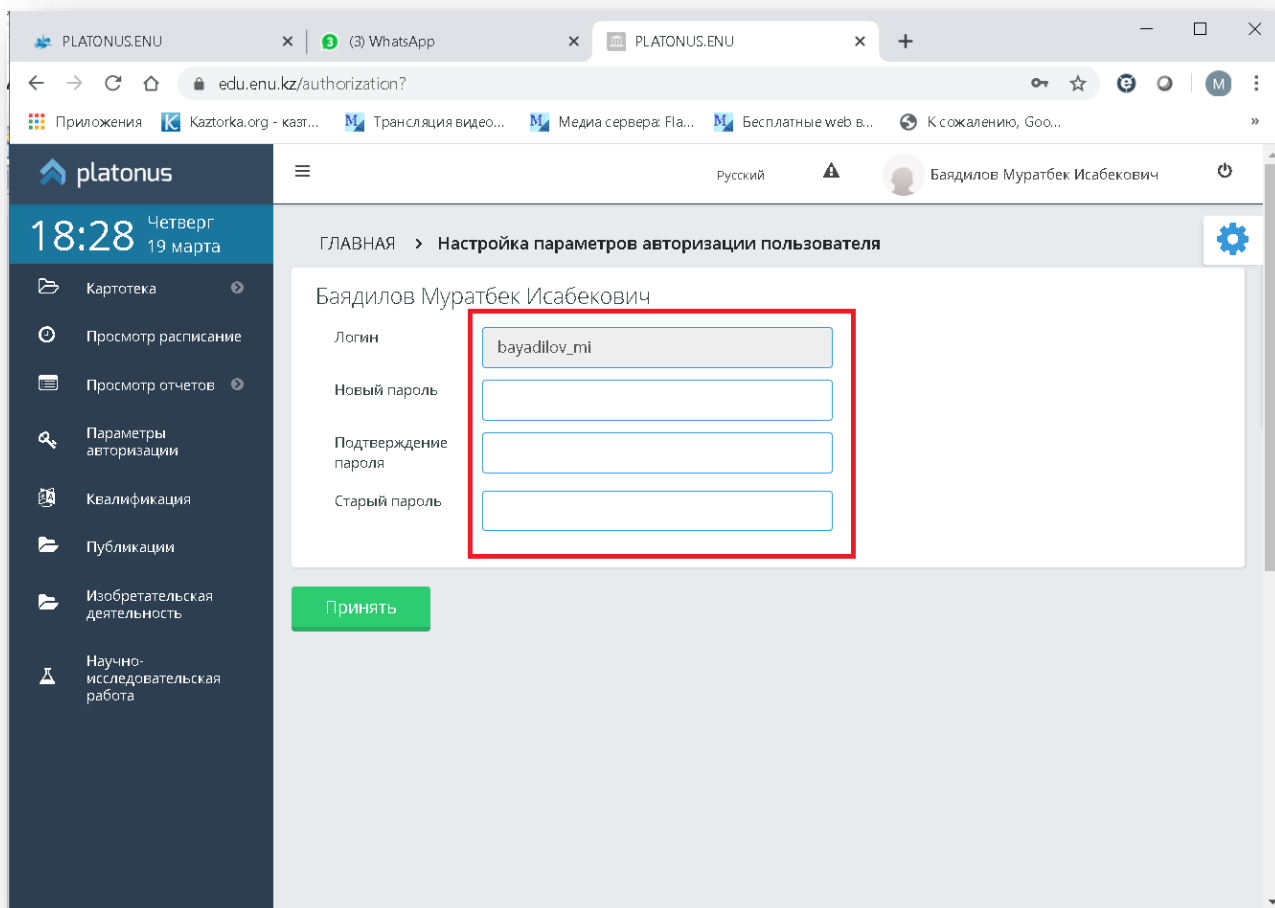 PLATONUS.ENU
(3) WhatsApp
PLATONUS.ENU
edu.enu.kz/authorization?
M
Приложения
Kaztorka.org - казт...
Трансляция видео...
Медиа сервера: Fla...
Бесплатные web в...
К сожалению, Goo...
platonus
Русский
Баядилов Муратбек Исабекович
18:28
Четверг
19 марта
ГЛАВНАЯ > Настройка параметров авторизации пользователя
Картотека
Просмотр расписание
Просмотр отчетов
Параметры
авторизации
Квалификация
Публикации
Изобретательская
деятельность
Научно-
исследовательская
работа
Баядилов Муратбек Исабекович
Логин
bayadilov_mi
Новый пароль
Подтверждение
пароля
Старый пароль
Принять